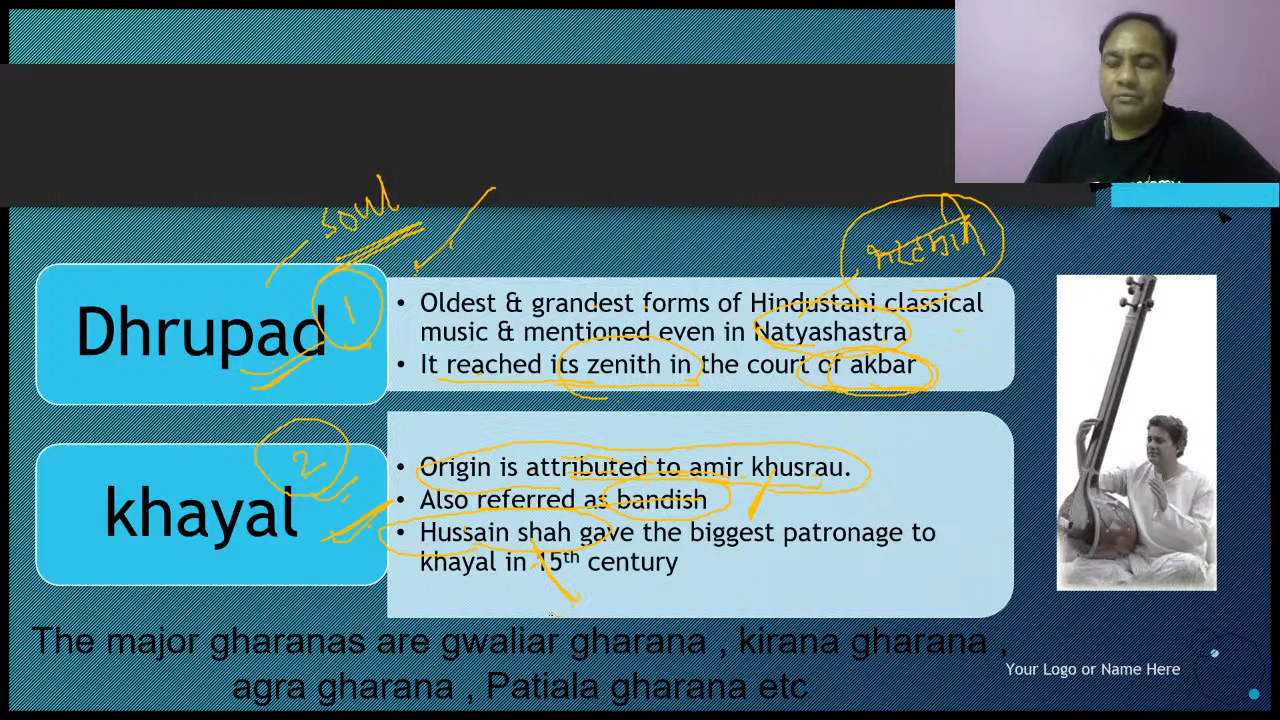 soul
Dhrupad
1
• Oldest & grandest forms of Hindustani classical
music & mentioned even in Natyashastra
• It reached its zenith in the court of akbar
2
khayal
• Origin is attributed to amir khusrau.
• Also referred as bandish
• Hussain shah gave the biggest patronage to
khayal in 15th century
The major gharanas are gwaliar gharana , kirana gharana ,
agra gharana , Patiala gharana etc
Your Logo or Name Here